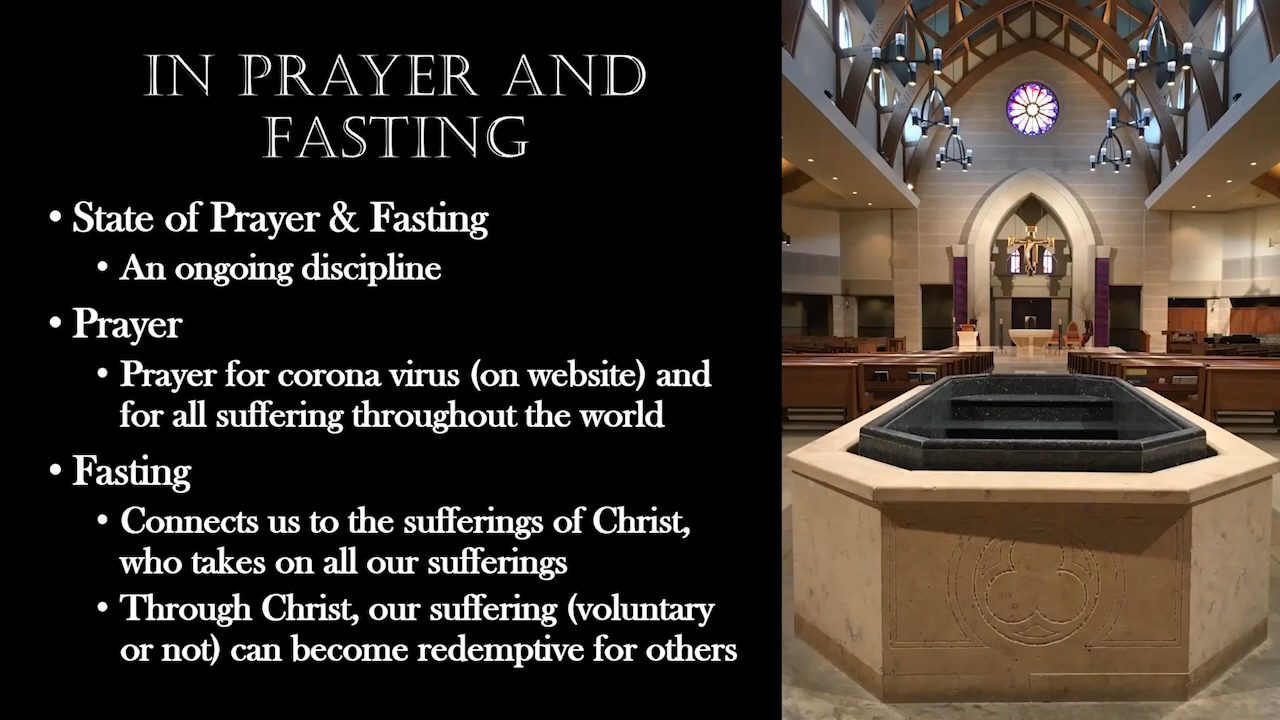 IN PRAYER AND
FASTING
• State of Prayer & Fasting
• An ongoing discipline
• Prayer
• Prayer for corona virus (on website) and
for all suffering throughout the world
• Fasting
• Connects us to the sufferings of Christ,
who takes on all our sufferings
• Through Christ, our suffering (voluntary
or not) can become redemptive for others